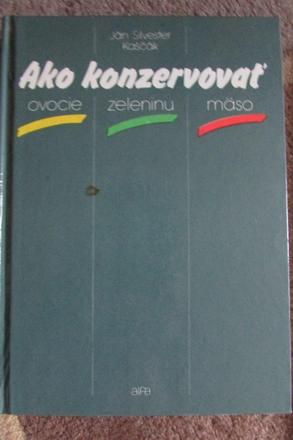 Ján Silvester
Kaščák
Ako konzervovať
ovocie zeleninu mäso
alfa